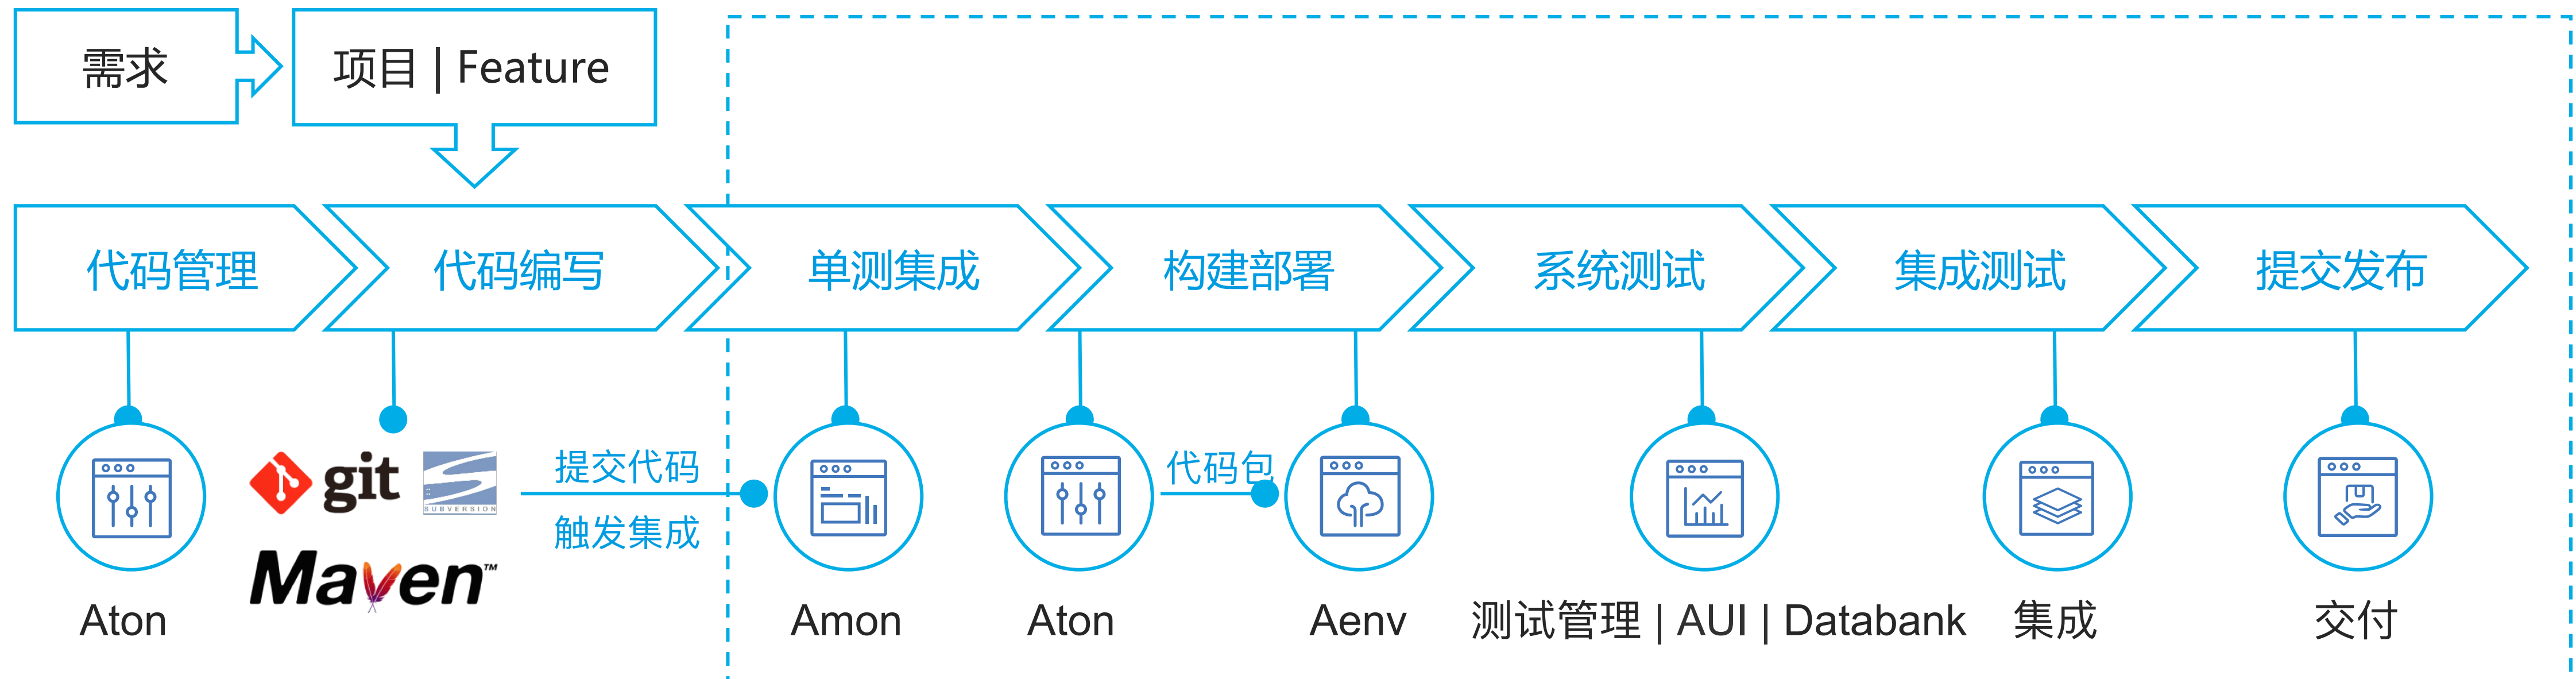 需求
项目 | Feature
代码管理
代码编写
单测集成
构建部署
系统测试
集成测试
提交发布
git
SUBVERSION
Maven™
提交代码
触发集成
代码包
Aton
Amon
Aton
Aenv
测试管理 | AUI | Databank
集成
交付